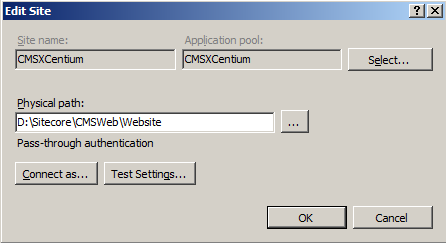 Edit Site
Site name: Application pool:
CMSXCentium CMSXCentium Select...
Physical path:
D:\Sitecore\CMSWeb\Website ...
Pass-through authentication
Connect as... Test Settings...
OK Cancel